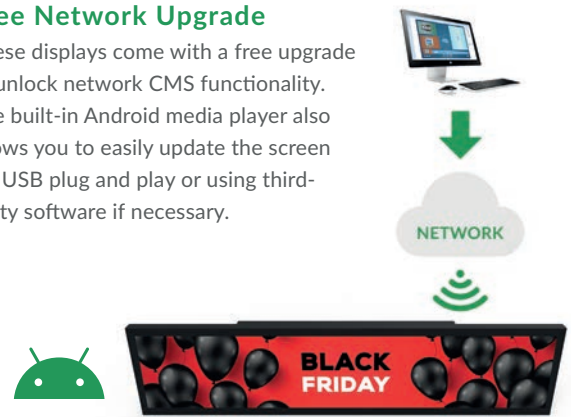 ee Network Upgrade
ese displays come with a free upgrade
unlock network CMS functionality.
e built-in Android media player also
ows you to easily update the screen
USB plug and play or using third-
ty software if necessary.
NETWORK
BLACK
FRIDAY